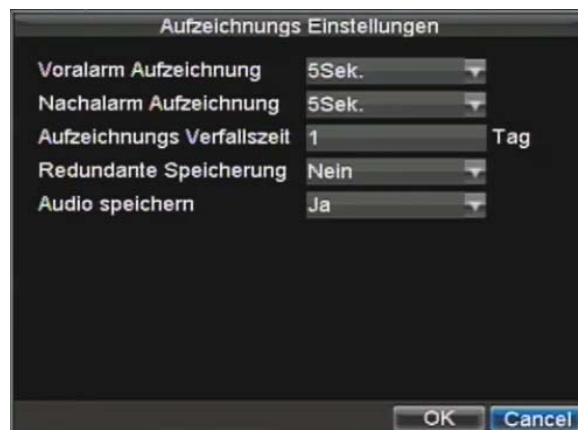 Aufzeichnungs Einstellungen
Voralarm Aufzeichnung 5Sek.
Nachalarm Aufzeichnung 5Sek.
Aufzeichnungs Verfallszeit 1 Tag
Redundante Speicherung Nein
Audio speichern Ja
OK Cancel